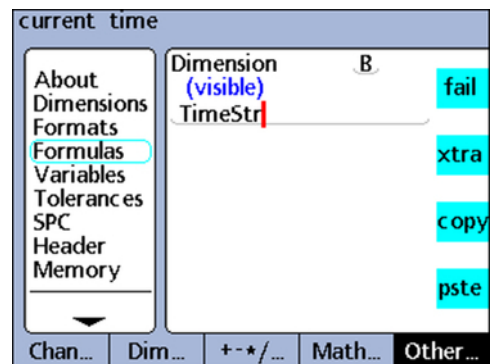 current time
About
Dimensions
Formats
Formulas
Variables
Tolerances
SPC
Header
Memory
Dimension B
(visible)
TimeStr
fail
xtra
copy
pste
Chan... Dim... +-*/... Math... Other...